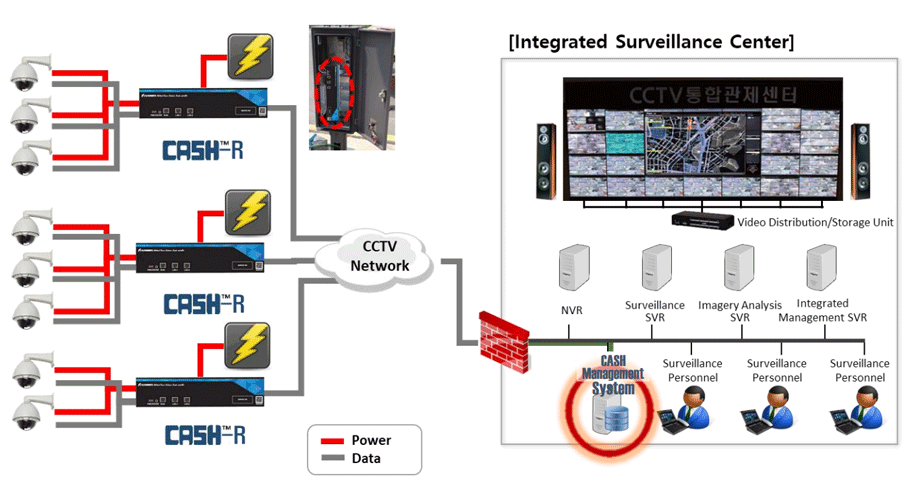 [Integrated Surveillance Center]
CCTV통합관제센터
CASH™-R
CASH™-R
CASH™-R
CCTV
Network
Video Distribution/Storage Unit
NVR
Surveillance
SVR
Imagery Analysis
SVR
Integrated
Management SVR
CASH
Management
System
Surveillance
Personnel
Surveillance
Personnel
Surveillance
Personnel
Power
Data